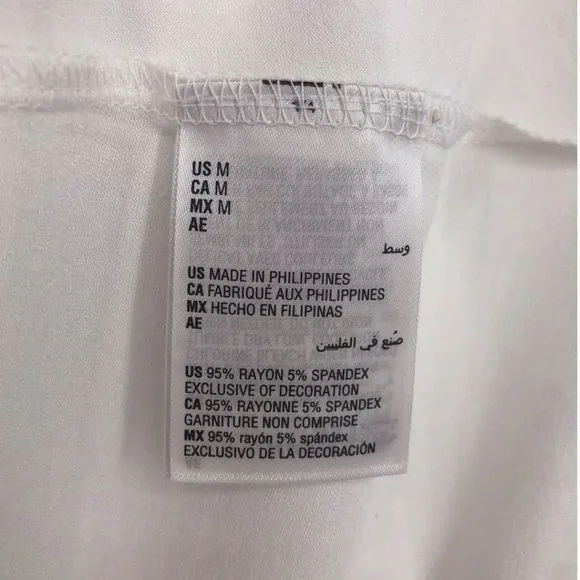 US M
CA M
MX M
AE
وسط
US MADE IN PHILIPPINES
CA FABRIQUÉ AUX PHILIPPINES
MX HECHO EN FILIPINAS
AE
صُنع في الفلبين
US 95% RAYON 5% SPANDEX
EXCLUSIVE OF DECORATION
CA 95% RAYONNE 5% SPANDEX
GARNITURE NON COMPRISE
MX 95% rayón 5% spándex
EXCLUSIVO DE LA DECORACIÓN
AE